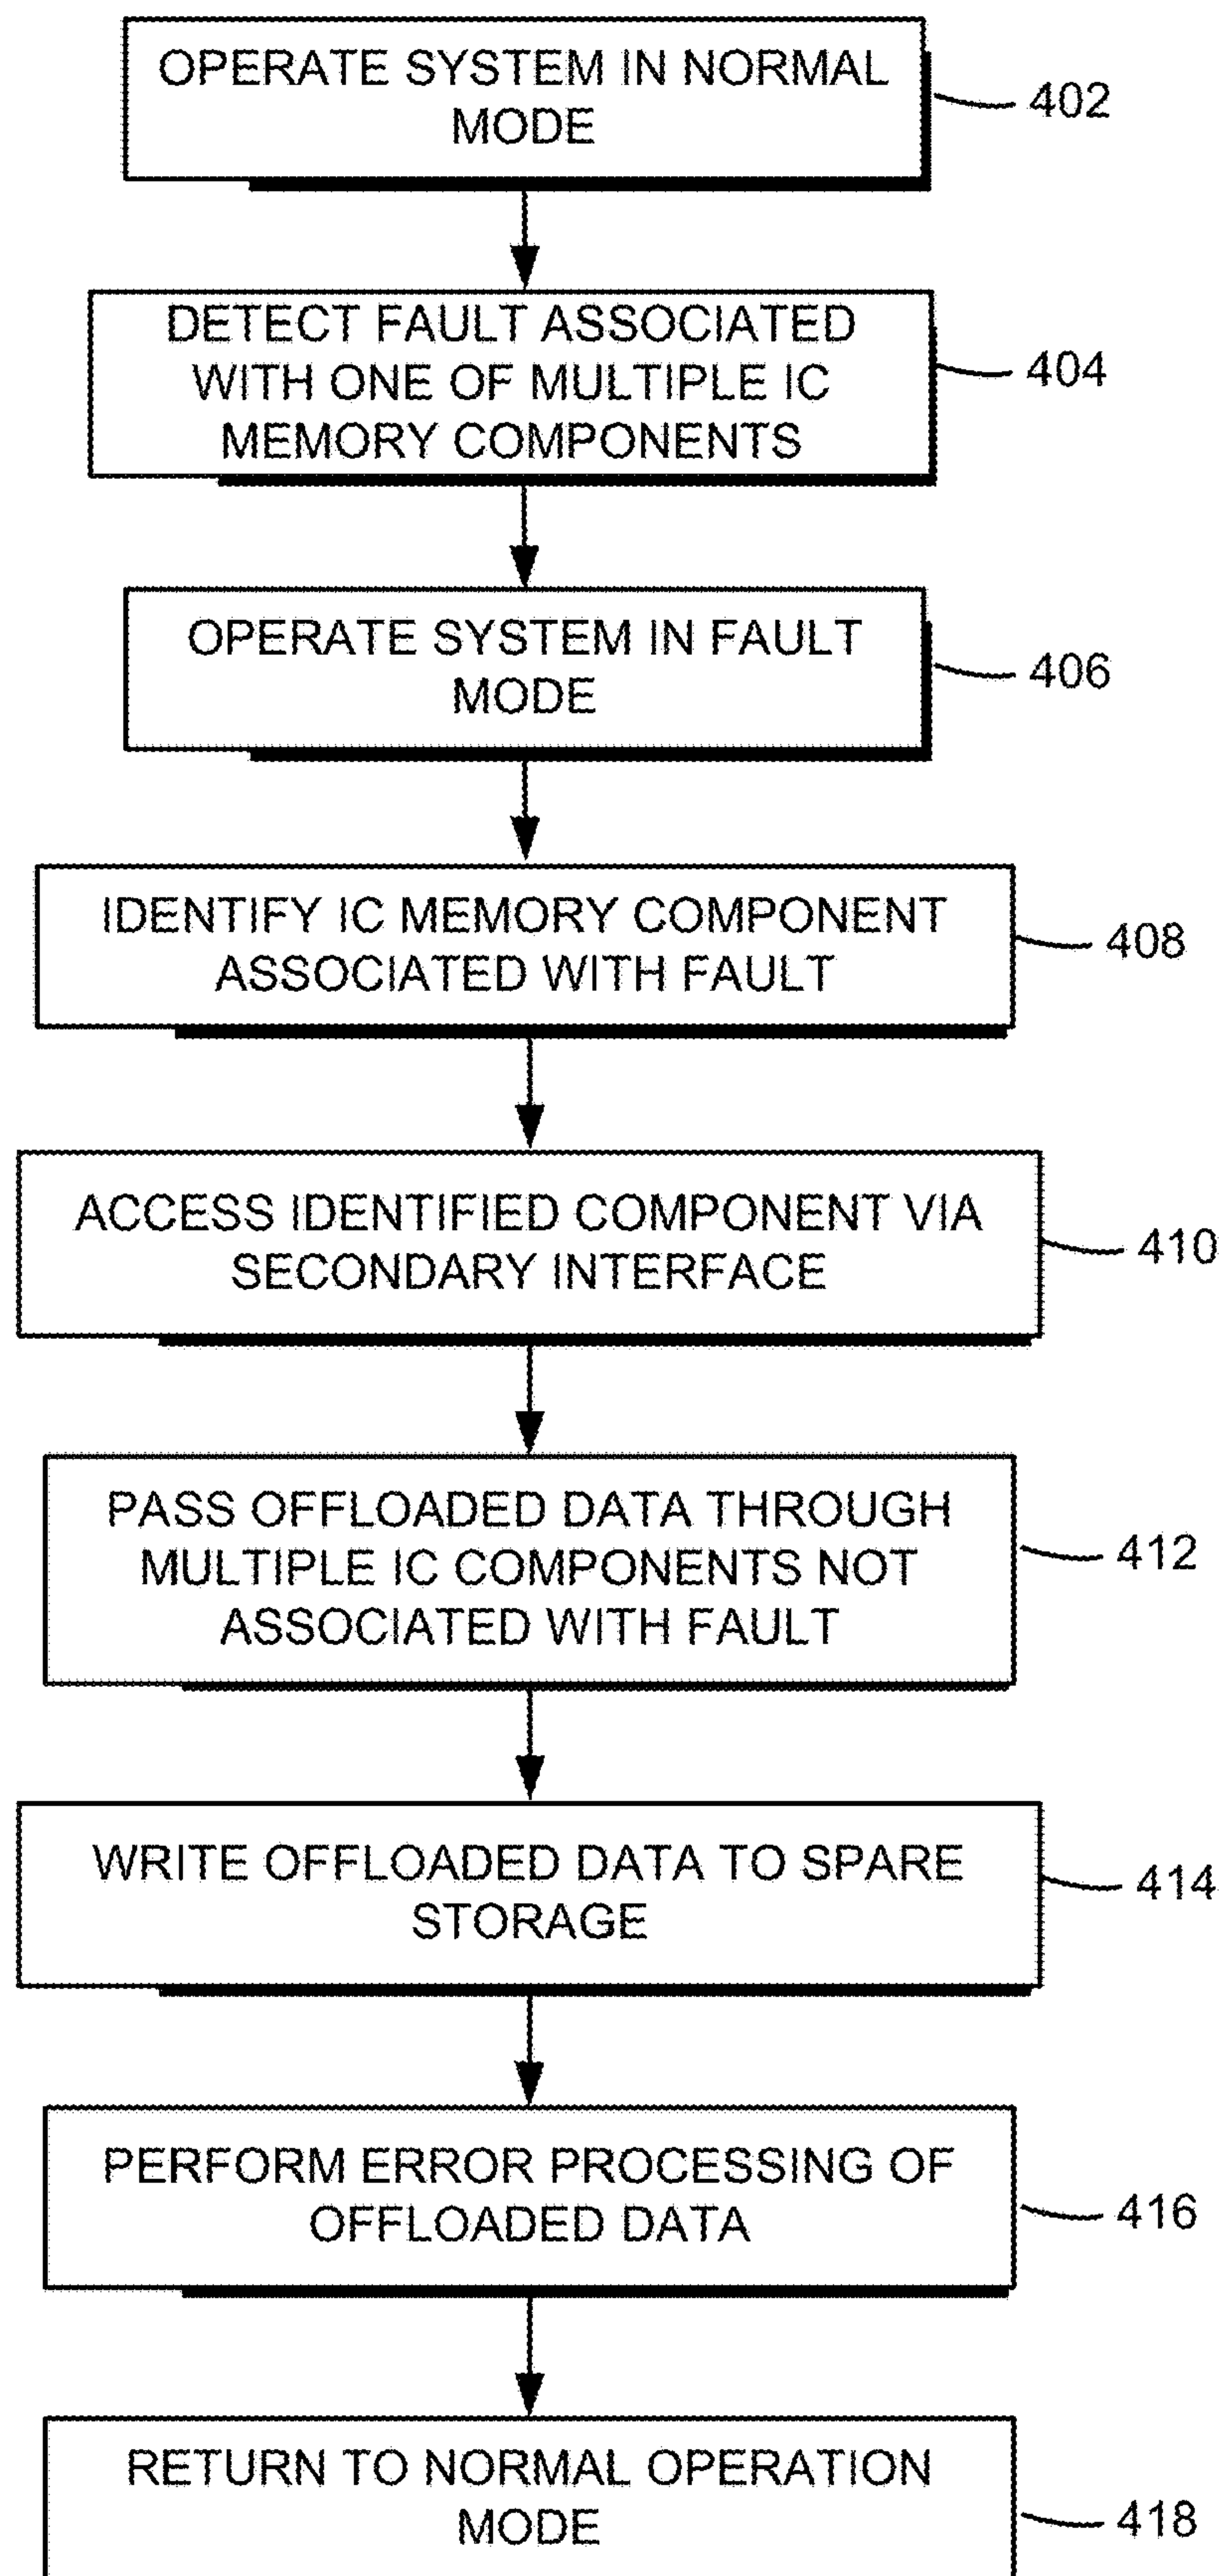 OPERATE SYSTEM IN NORMAL
MODE
402
DETECT FAULT ASSOCIATED
WITH ONE OF MULTIPLE IC
MEMORY COMPONENTS
404
OPERATE SYSTEM IN FAULT
MODE
406
IDENTIFY IC MEMORY COMPONENT
ASSOCIATED WITH FAULT
408
ACCESS IDENTIFIED COMPONENT VIA
SECONDARY INTERFACE
410
PASS OFFLOADED DATA THROUGH
MULTIPLE IC COMPONENTS NOT
ASSOCIATED WITH FAULT
412
WRITE OFFLOADED DATA TO SPARE
STORAGE
414
PERFORM ERROR PROCESSING OF
OFFLOADED DATA
416
RETURN TO NORMAL OPERATION
MODE
418